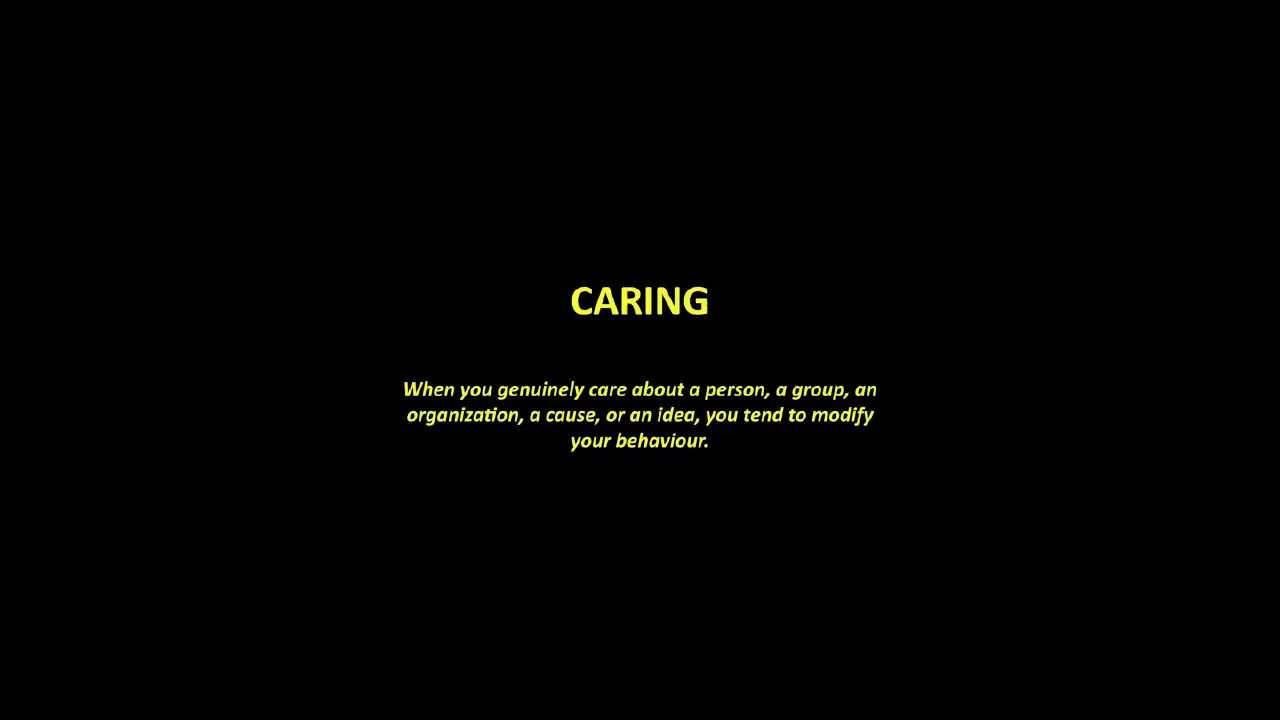 CARING
When you genuinely care about a person, a group, an
organization, a cause, or an idea, you tend to modify
your behaviour.